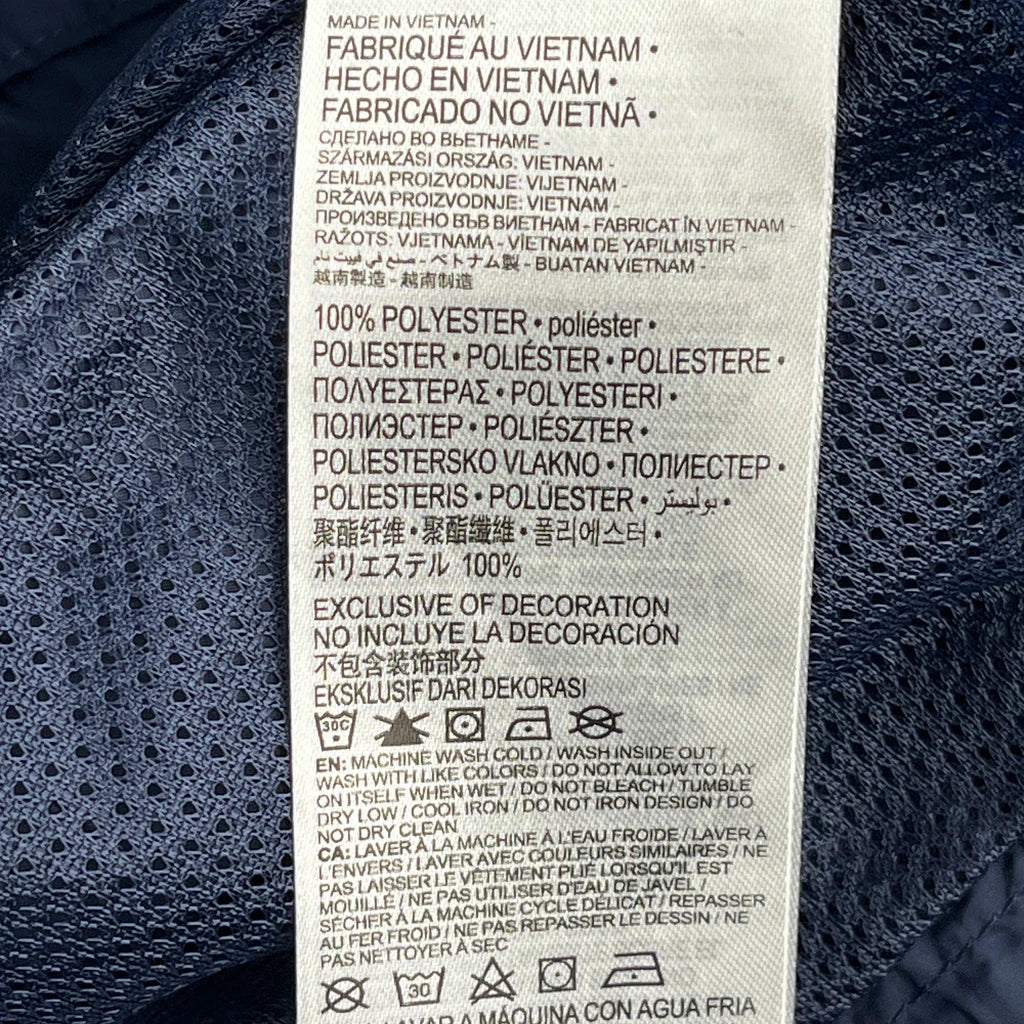 MADE IN VIETNAM -
FABRIQUÉ AU VIETNAM •
HECHO EN VIETNAM •
FABRICADO NO VIETNÃ •
СДЕЛАНО ВО ВЬЕТНАМЕ -
SZÁRMAZÁSI ORSZÁG: VIETNAM -
ZEMLJA PROIZVODNJE: VIJETNAM -
DRŽAVA PROIZVODNJE: VIETNAM -
ПРОИЗВЕДЕНО ВЪВ ВИЕТНАМ - FABRICAT ÎN VIETNAM -
RAŽOTS: VJETNAMA - VİETNAM DE YAPILMIŞTIR -
صنع في فييت نام - ベトナム製 - BUATAN VIETNAM -
越南製造 - 越南制造
100% POLYESTER • poliéster •
POLIESTER • POLIÉSTER • POLIESTERE •
ΠΟΛΥΕΣΤΕΡΑΣ • POLYESTERI •
ПОЛИЭСТЕР • POLIÉSZTER •
POLIESTERSKO VLAKNO • ПОЛИЕСТЕР •
POLIESTERIS • POLÜESTER • بوليستر •
聚酯纤维 • 聚酯纖維 • 폴리에스터 •
ポリエステル 100%
EXCLUSIVE OF DECORATION
NO INCLUYE LA DECORACIÓN
不包含装饰部分
EKSKLUSIF DARI DEKORASI
30C
EN: MACHINE WASH COLD / WASH INSIDE OUT /
WASH WITH LIKE COLORS / DO NOT ALLOW TO LAY
ON ITSELF WHEN WET / DO NOT BLEACH / TUMBLE
DRY LOW / COOL IRON / DO NOT IRON DESIGN / DO
NOT DRY CLEAN
CA: LAVER À LA MACHINE À L'EAU FROIDE / LAVER À
L'ENVERS / LAVER AVEC COULEURS SIMILAIRES / NE
PAS LAISSER LE VÊTEMENT PLIÉ LORSQU'IL EST
MOUILLÉ / NE PAS UTILISER D'EAU DE JAVEL /
SÉCHER À LA MACHINE CYCLE DÉLICAT / REPASSER
AU FER FROID / NE PAS REPASSER LE DESSIN / NE
PAS NETTOYER À SEC
30
LAVAR A MÁQUINA CON AGUA FRIA